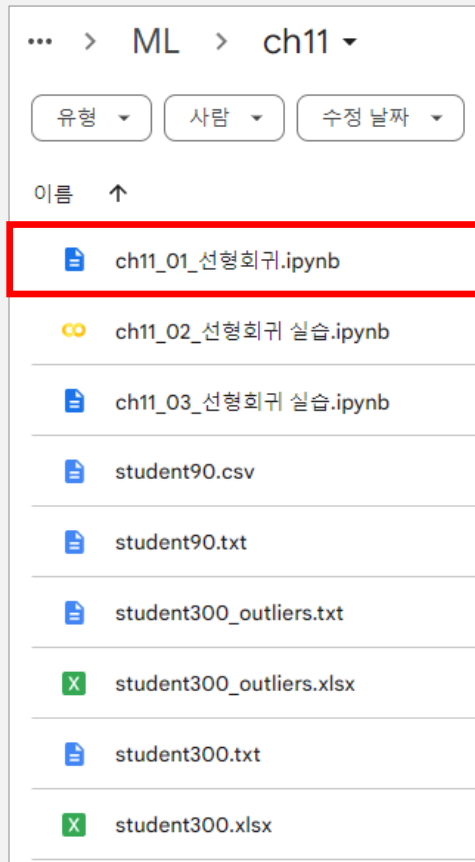 ... > ML > ch11
유형 사람 수정 날짜
이름 ↑
ch11_01_선형회귀.ipynb
ch11_02_선형회귀 실습.ipynb
ch11_03_선형회귀 실습.ipynb
student90.csv
student90.txt
student300_outliers.txt
X student300_outliers.xlsx
student300.txt
X student300.xlsx